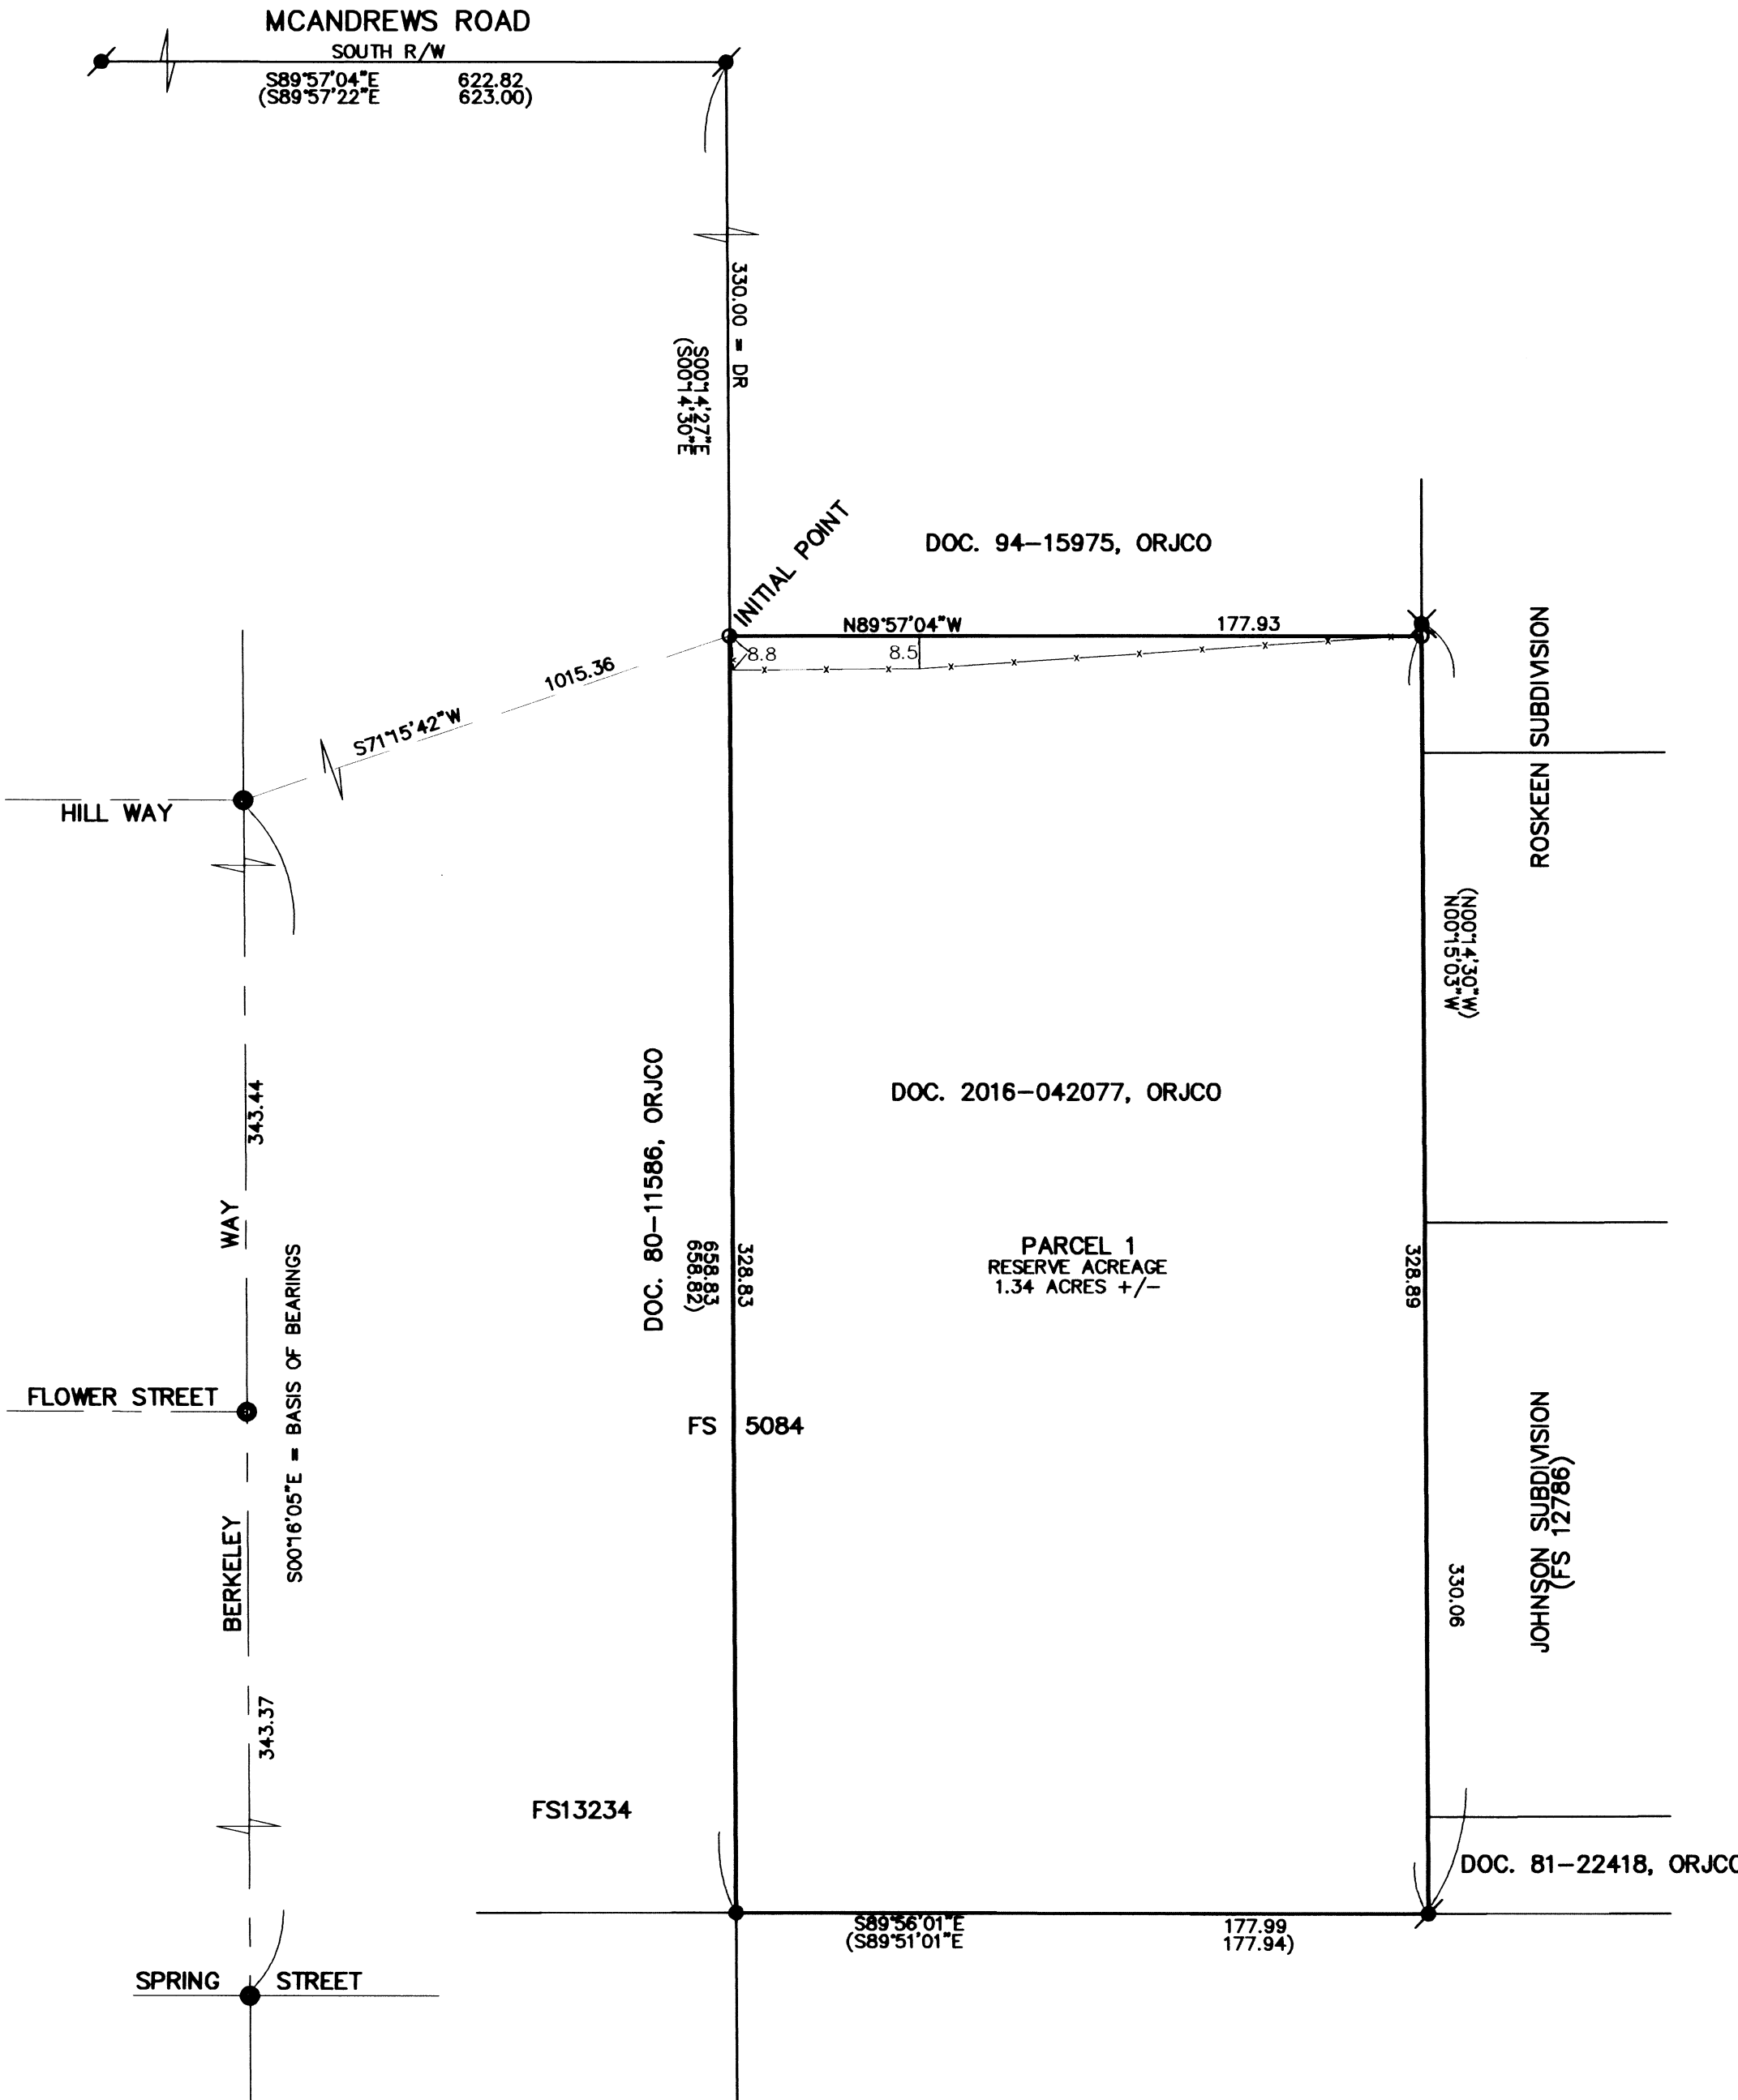 MCANDREWS ROAD
SOUTH R/W
S89°57'04"E 622.82
(S89°57'22"E 623.00)
330.00 = DR
S00°14'27"E
(S00°14'30"E
INITIAL POINT
DOC. 94-15975, ORJCO
N89°57'04"W 177.93
8.8
8.5
1015.36
S71°15'42"W
HILL WAY
ROSKEEN SUBDIVISION
(N00°14'30"W)
N00°15'03"W
343.44
DOC. 80-11586, ORJCO
DOC. 2016-042077, ORJCO
BERKELEY WAY
S00°16'05"E = BASIS OF BEARINGS
328.83
658.83
658.82)
PARCEL 1
RESERVE ACREAGE
1.34 ACRES +/-
328.89
FLOWER STREET
FS 5084
JOHNSON SUBDIVISION
(FS 12786)
330.06
343.37
FS13234
DOC. 81-22418, ORJCO
S89°56'01"E 177.99
(S89°51'01"E 177.94)
SPRING STREET